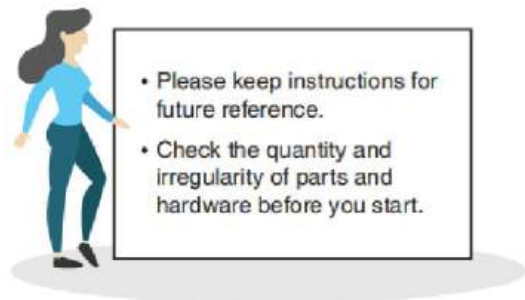 • Please keep instructions for
future reference.
• Check the quantity and
irregularity of parts and
hardware before you start.